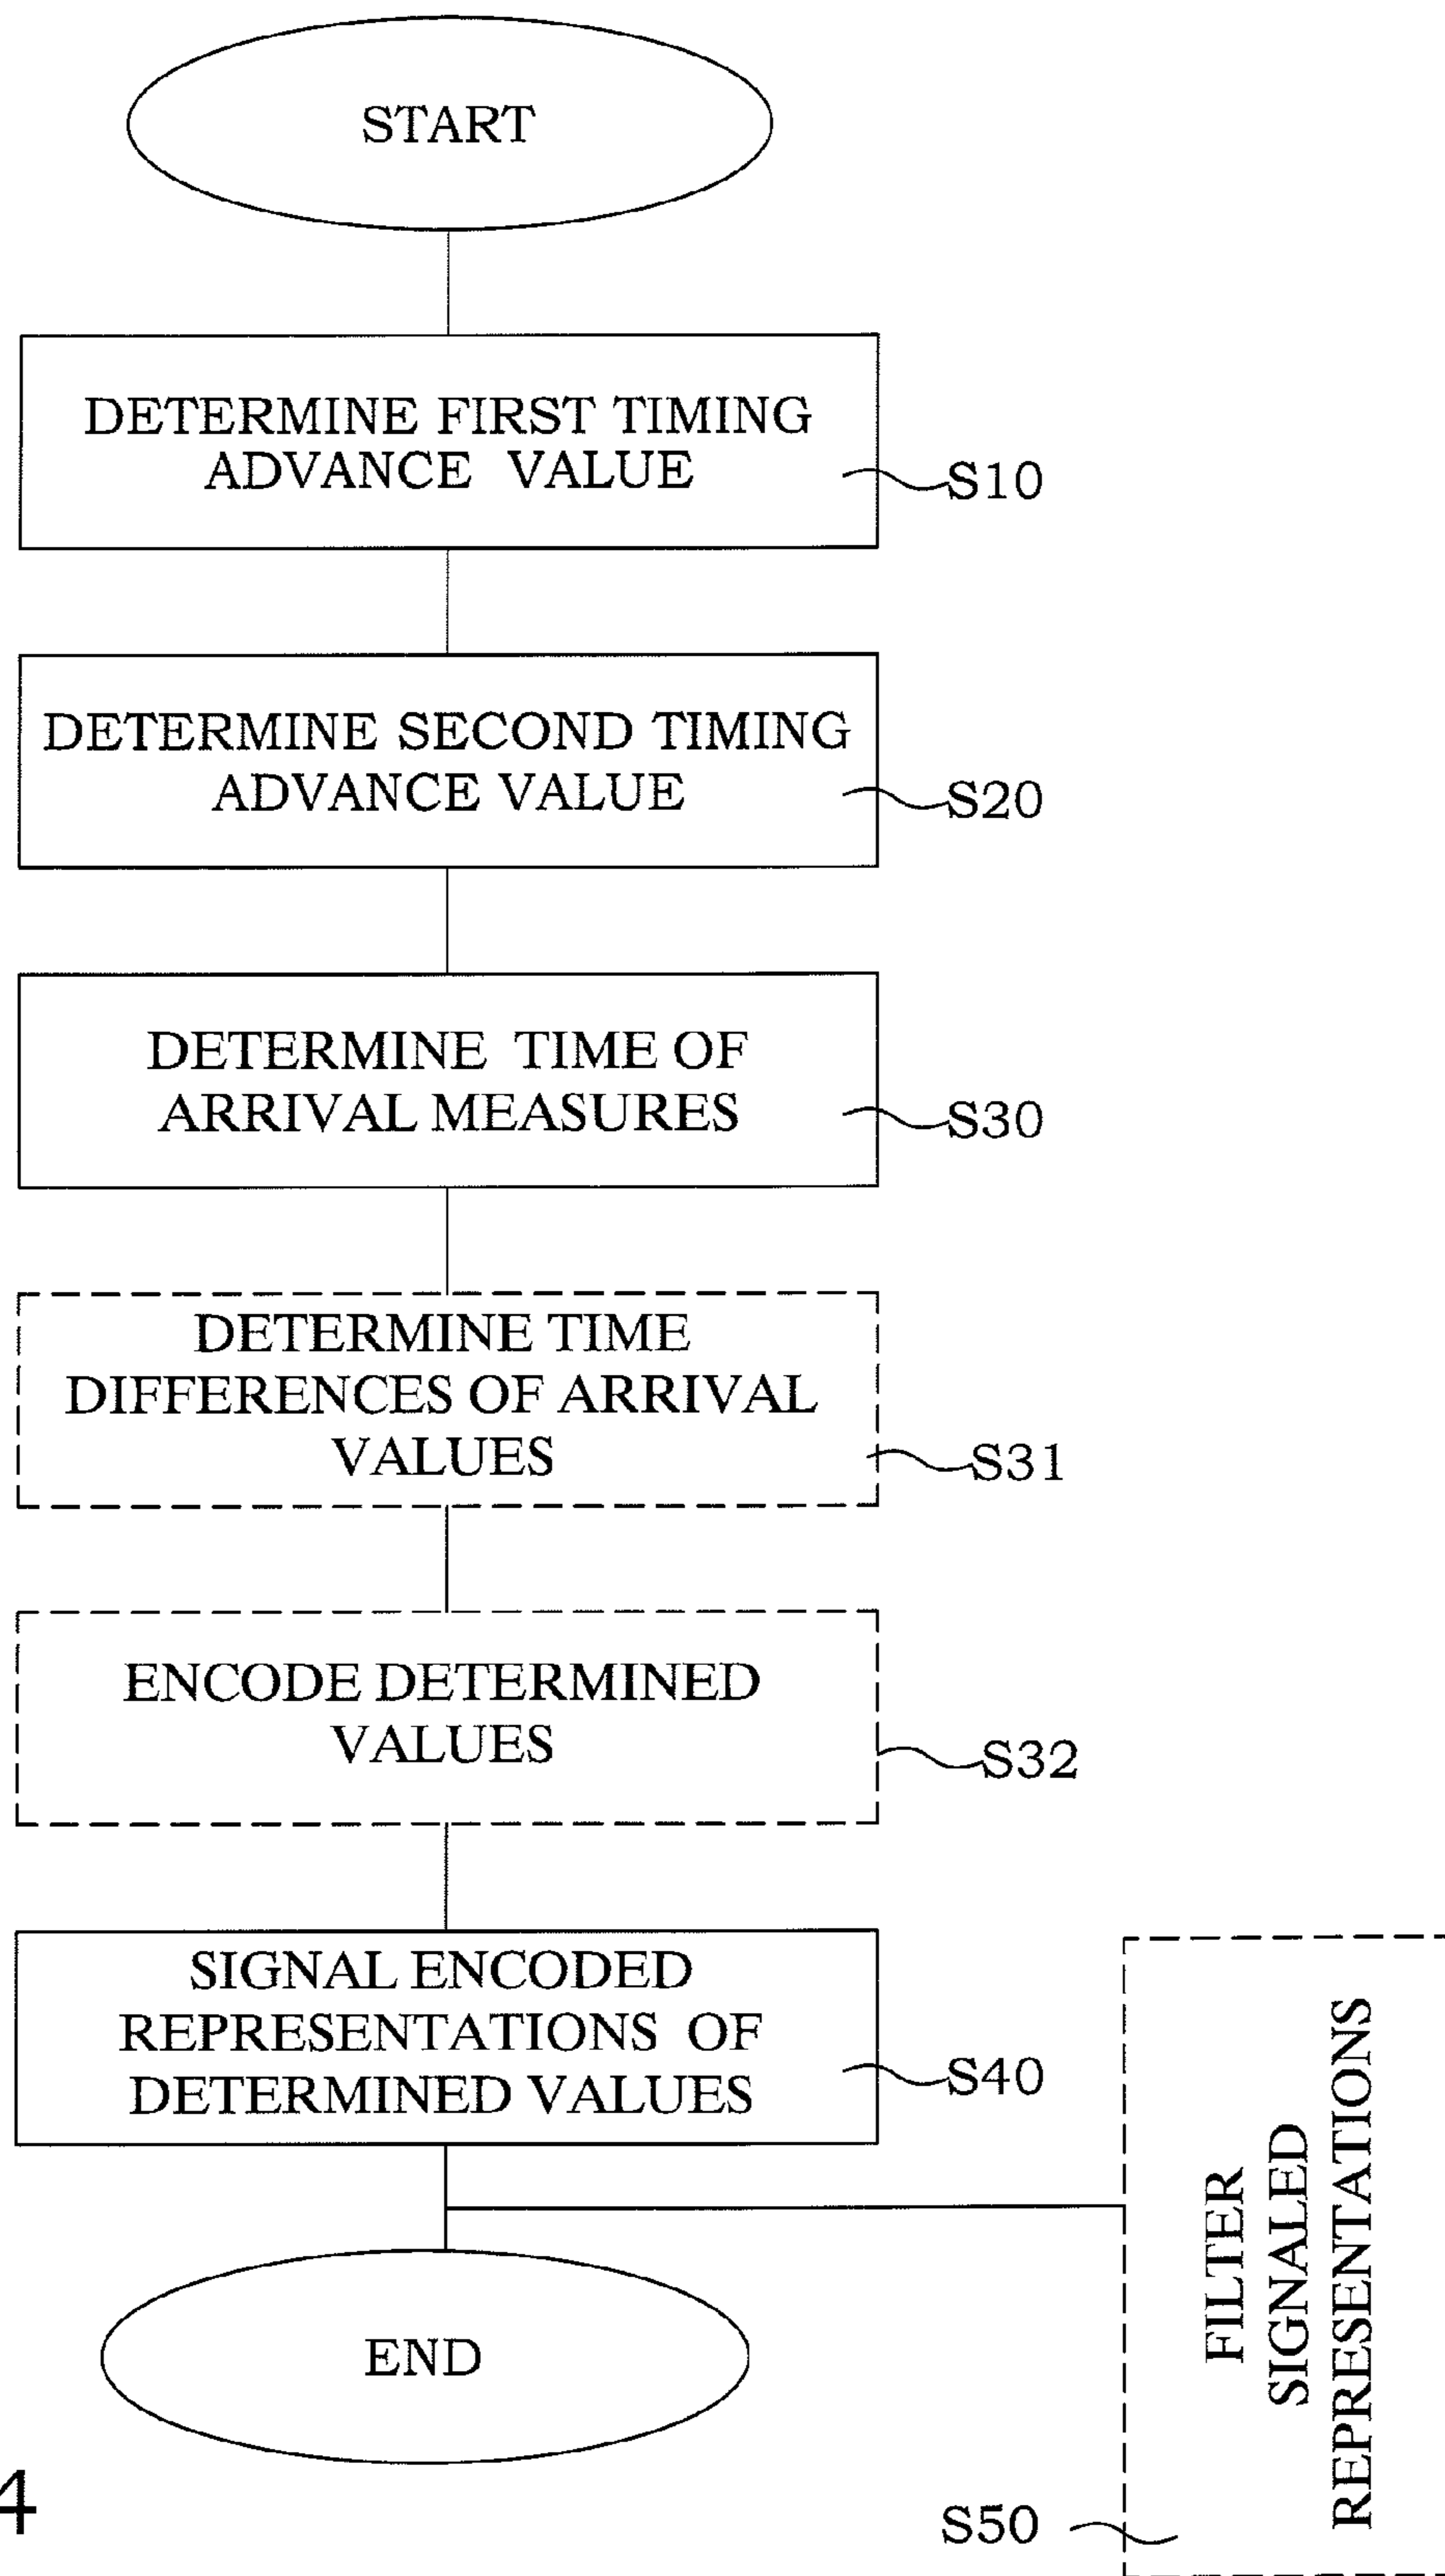 START
DETERMINE FIRST TIMING
ADVANCE VALUE
S10
DETERMINE SECOND TIMING
ADVANCE VALUE
S20
DETERMINE TIME OF
ARRIVAL MEASURES
S30
DETERMINE TIME
DIFFERENCES OF ARRIVAL
VALUES
S31
ENCODE DETERMINED
VALUES
S32
SIGNAL ENCODED
REPRESENTATIONS OF
DETERMINED VALUES
S40
FILTER
SIGNALED
REPRESENTATIONS
S50
END
4